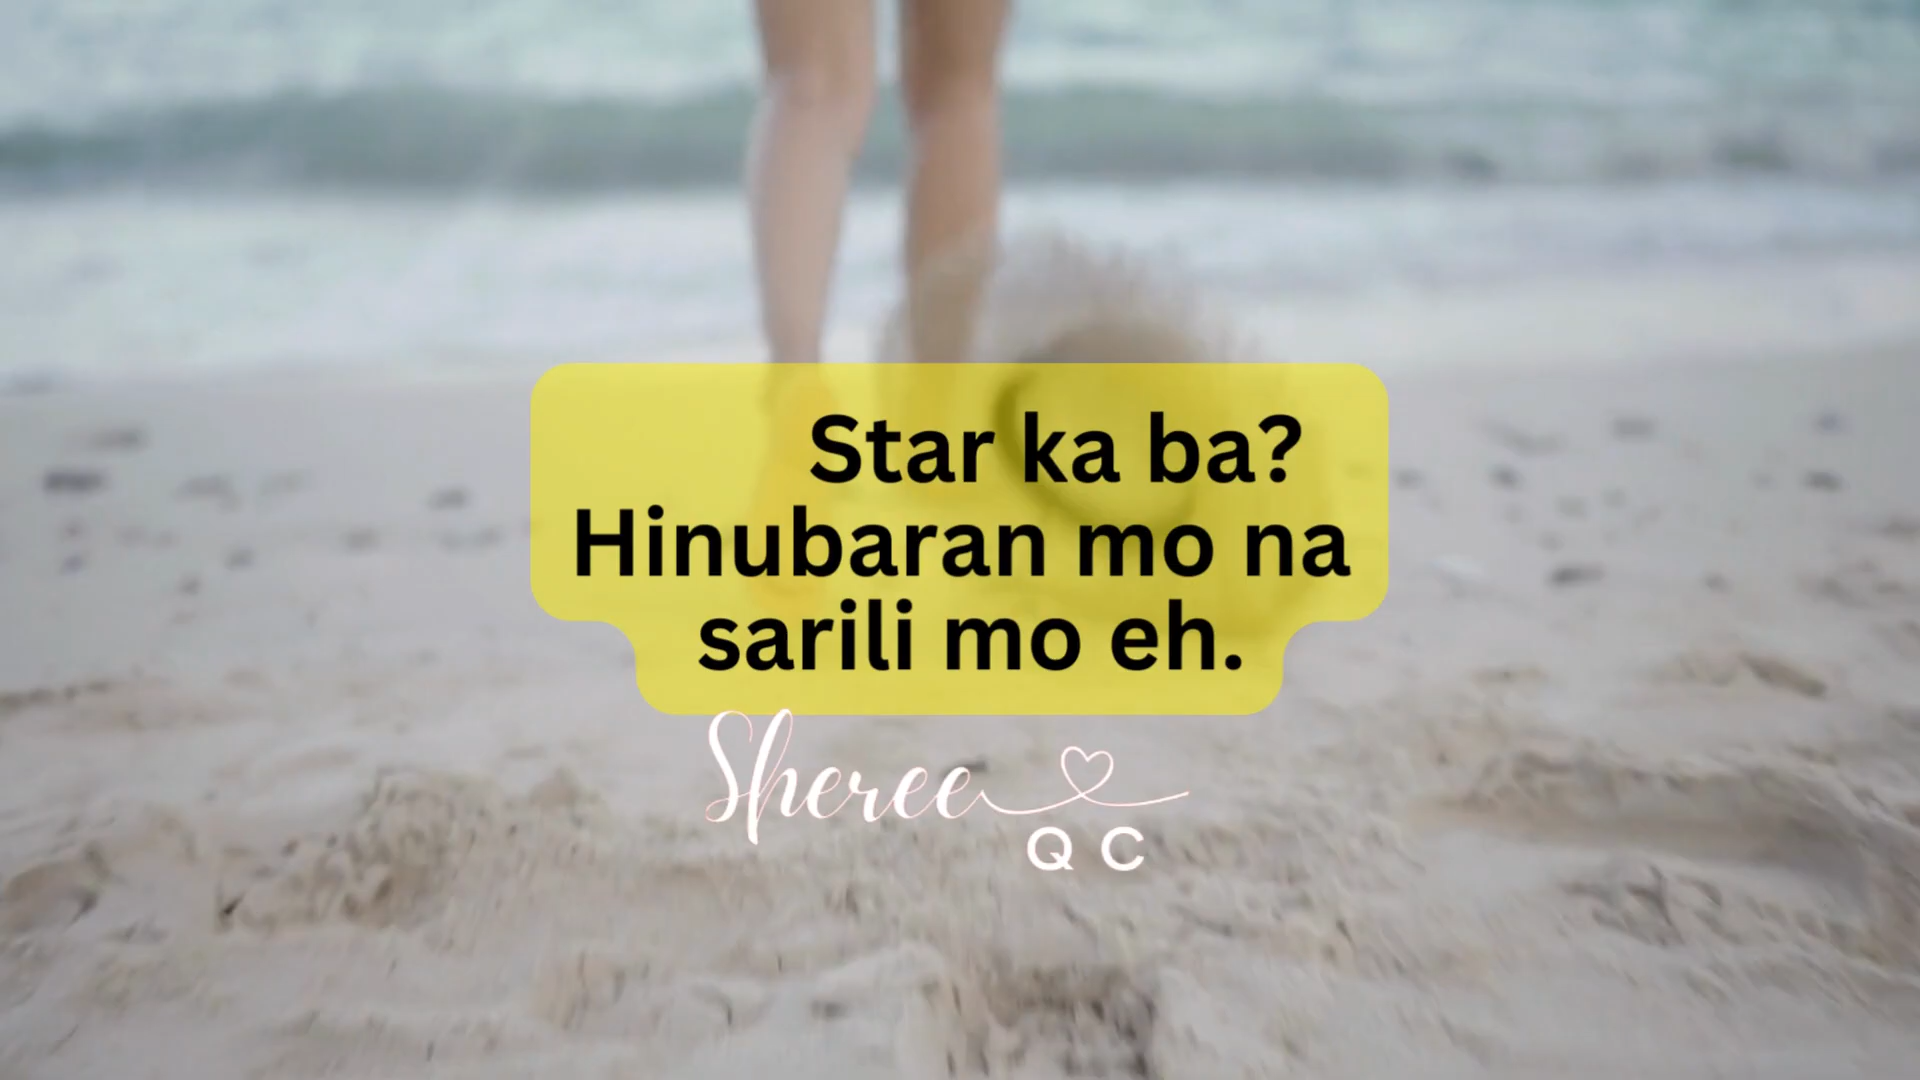 Star ka ba?
Hinubaran mo na
sarili mo eh.
Sheree
QC